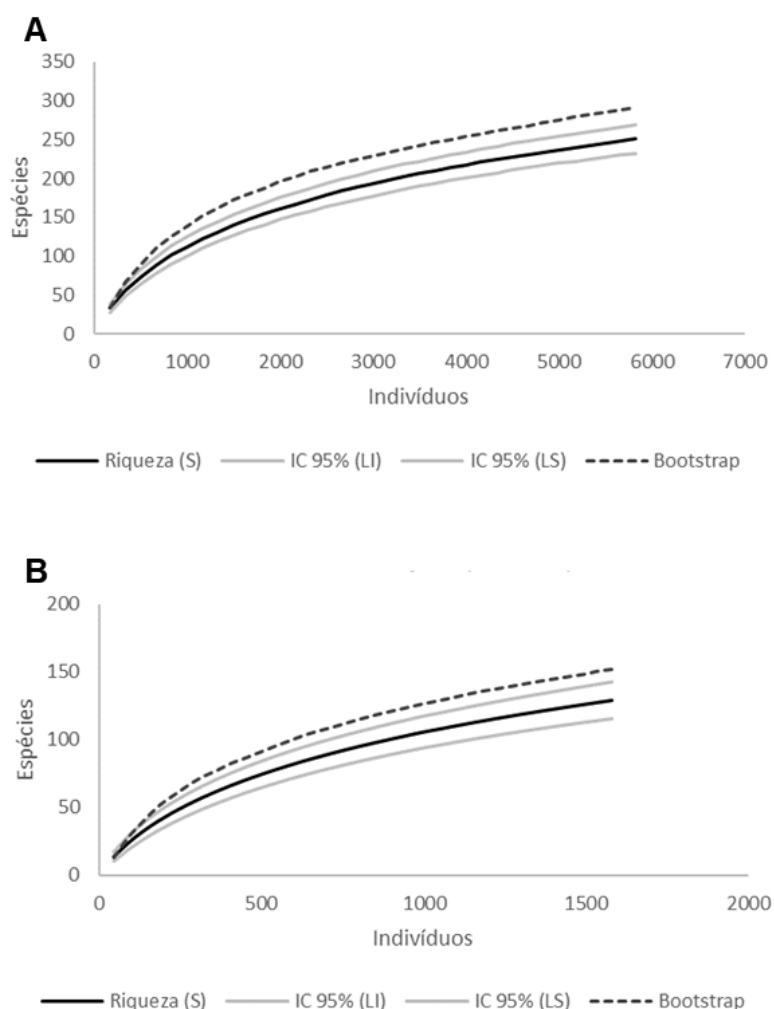 A
350
300
250
200
150
100
50
0
Espécies
0 1000 2000 3000 4000 5000 6000 7000
Indivíduos
Riqueza (S) IC 95% (LI) IC 95% (LS) Bootstrap
B
200
150
100
50
0
Espécies
0 500 1000 1500 2000
Indivíduos
Riqueza (S) IC 95% (LI) IC 95% (LS) Bootstrap